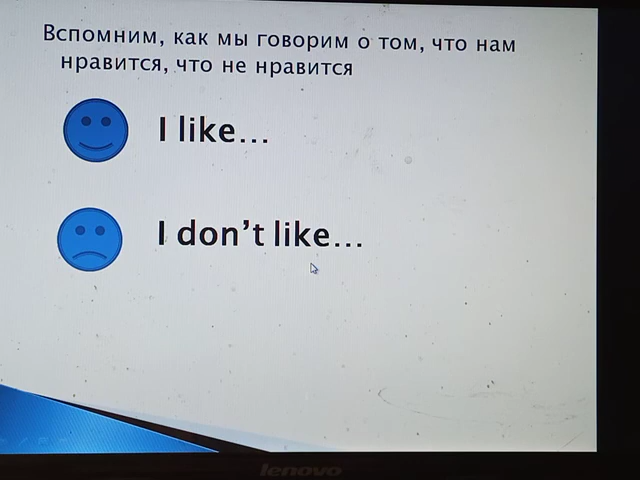 Вспомним, как мы говорим о том, что нам
нравится, что не нравится
I like...
I don't like...
lenovo